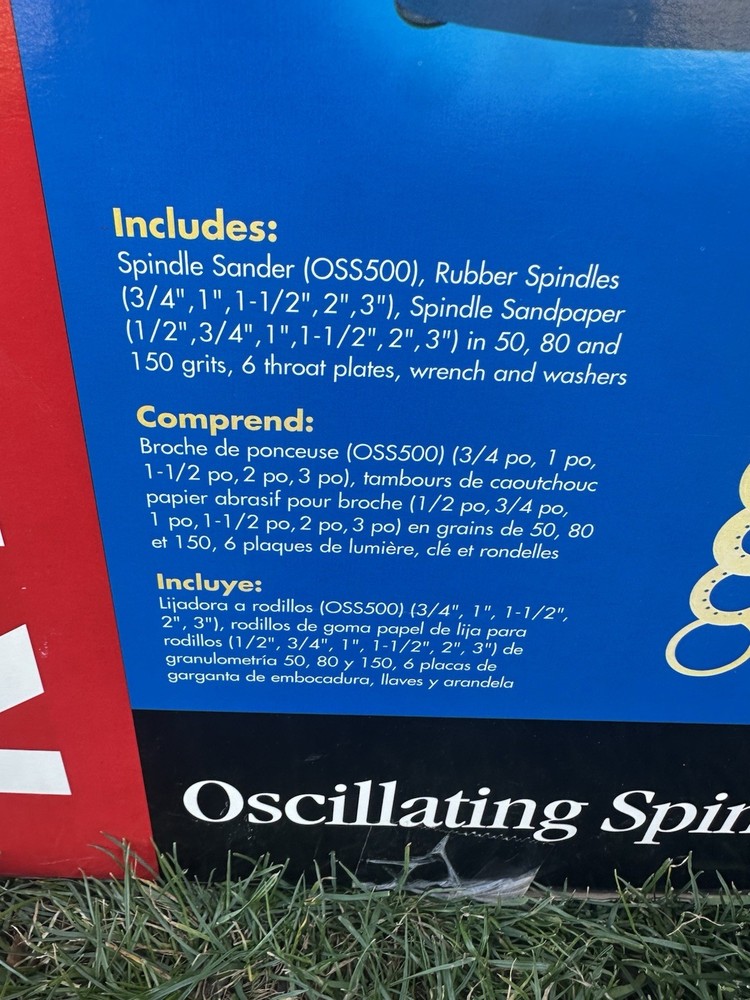 Includes:
Spindle Sander (OSS500), Rubber Spindles
(3/4",1",1-1/2",2",3"), Spindle Sandpaper
(1/2",3/4",1",1-1/2",2",3") in 50, 80 and
150 grits, 6 throat plates, wrench and washers
Comprend:
Broche de ponceuse (OSS500) (3/4 po, 1 po,
1-1/2 po,2 po,3 po), tambours de caoutchouc
papier abrasif pour broche (1/2 po,3/4 po,
1 po,1-1/2 po,2 po,3 po) en grains de 50, 80
et 150, 6 plaques de lumière, clé et rondelles
Incluye:
Lijadora a rodillos (OSS500) (3/4", 1", 1-1/2",
2", 3"), rodillos de goma papel de lija para
rodillos (1/2", 3/4", 1", 1-1/2", 2", 3") de
granulometría 50, 80 y 150, 6 placas de
garganta de embocadura, llaves y arandela
Oscillating Spin